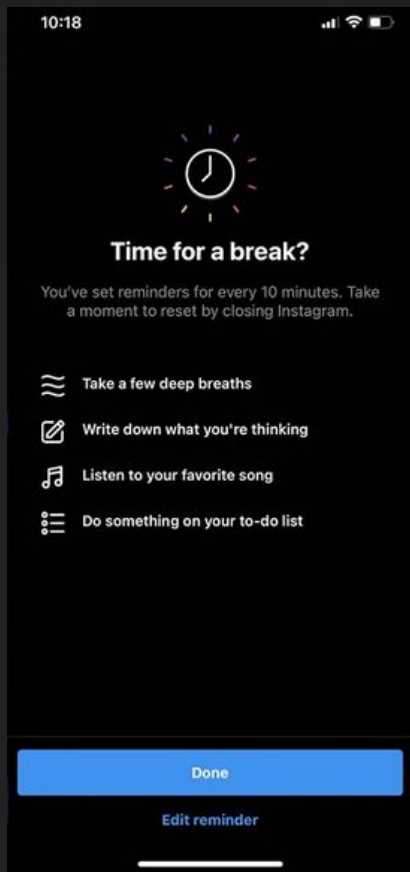 10:18
Time for a break?
You've set reminders for every 10 minutes. Take
a moment to reset by closing Instagram.
Take a few deep breaths
Write down what you're thinking
Listen to your favorite song
Do something on your to-do list
Done
Edit reminder